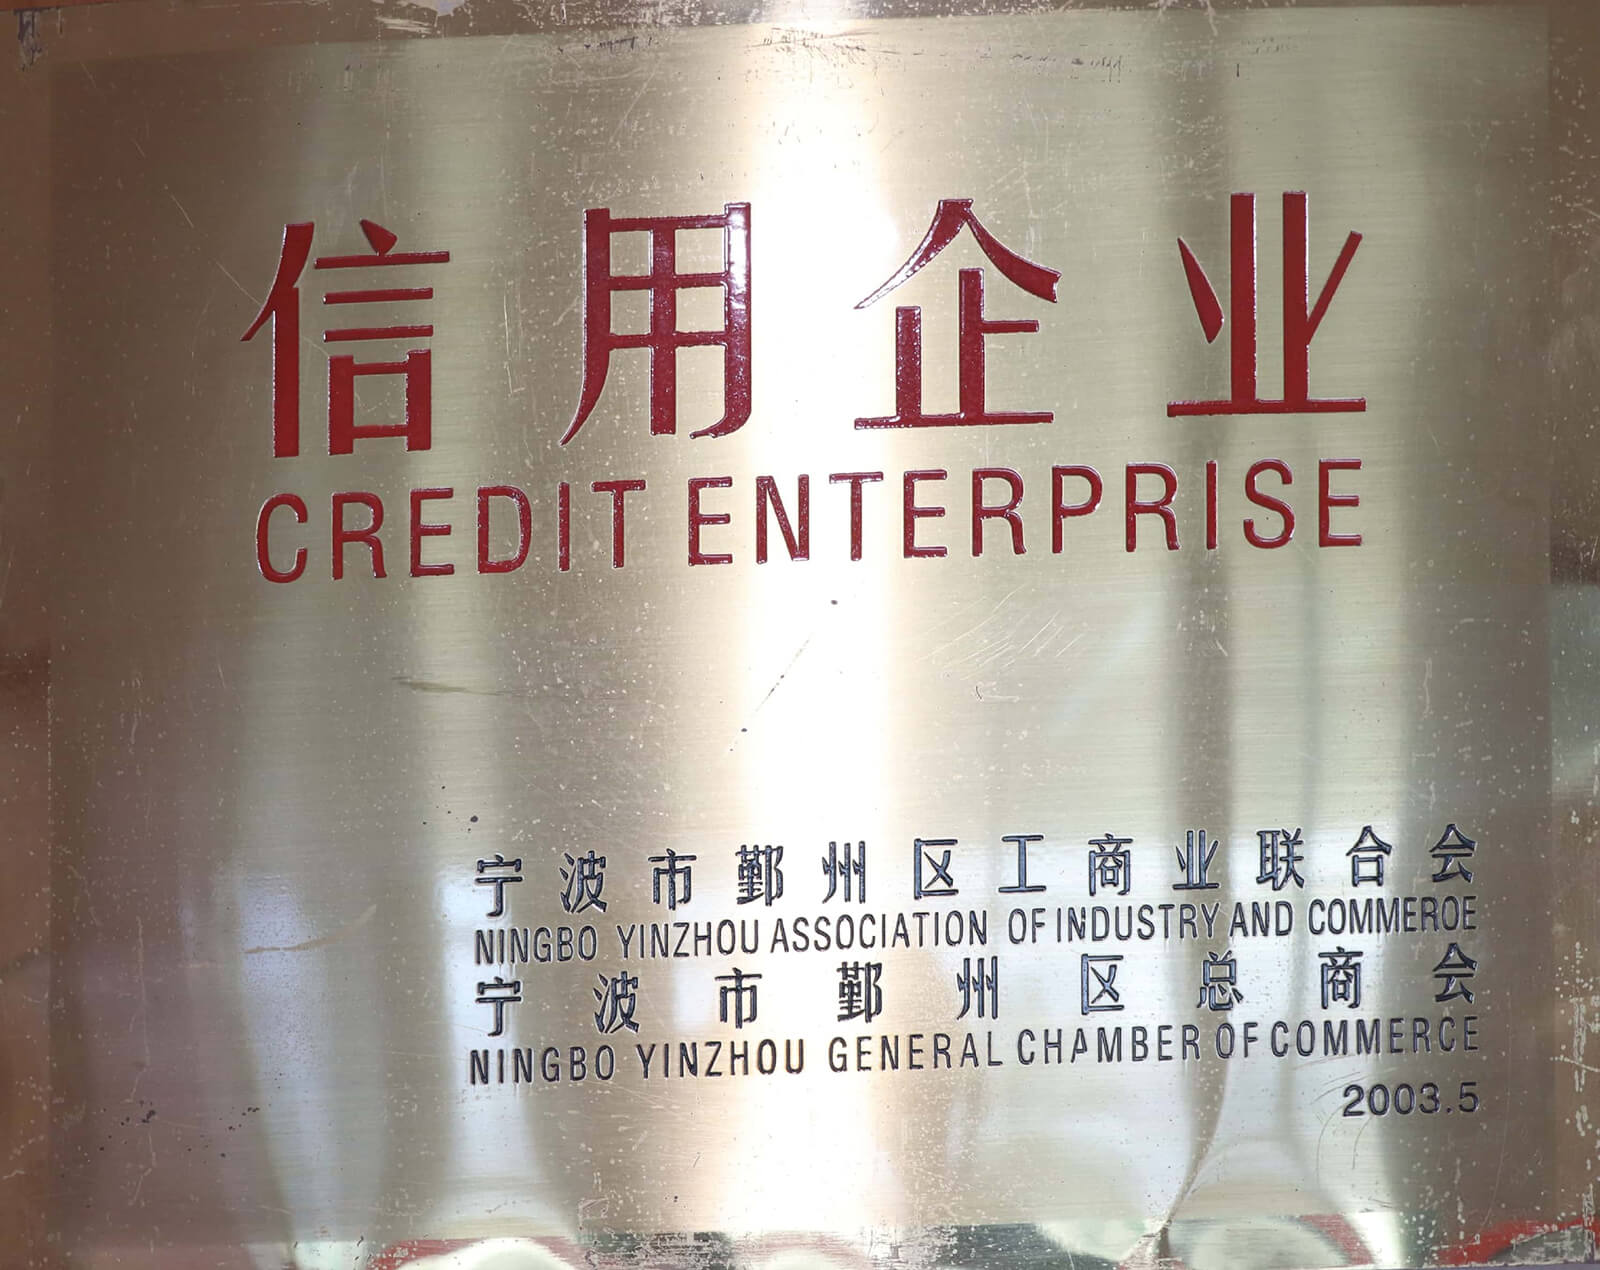 信用企业
CREDIT ENTERPRISE
宁波市鄞州区工商业联合会
NINGBO YINZHOU ASSOCIATION OF INDUSTRY AND COMMEROE
宁波市鄞州区总商会
NINGBO YINZHOU GENERAL CHAMBER OF COMMERCE
2003.5